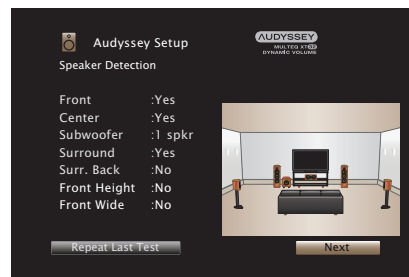 Audyssey Setup
AUDYSSEY
MULTEQ XT32
DYNAMIC VOLUME
Speaker Detection
Front :Yes
Center :Yes
Subwoofer :1 spkr
Surround :Yes
Surr. Back :No
Front Height :No
Front Wide :No
Repeat Last Test
Next